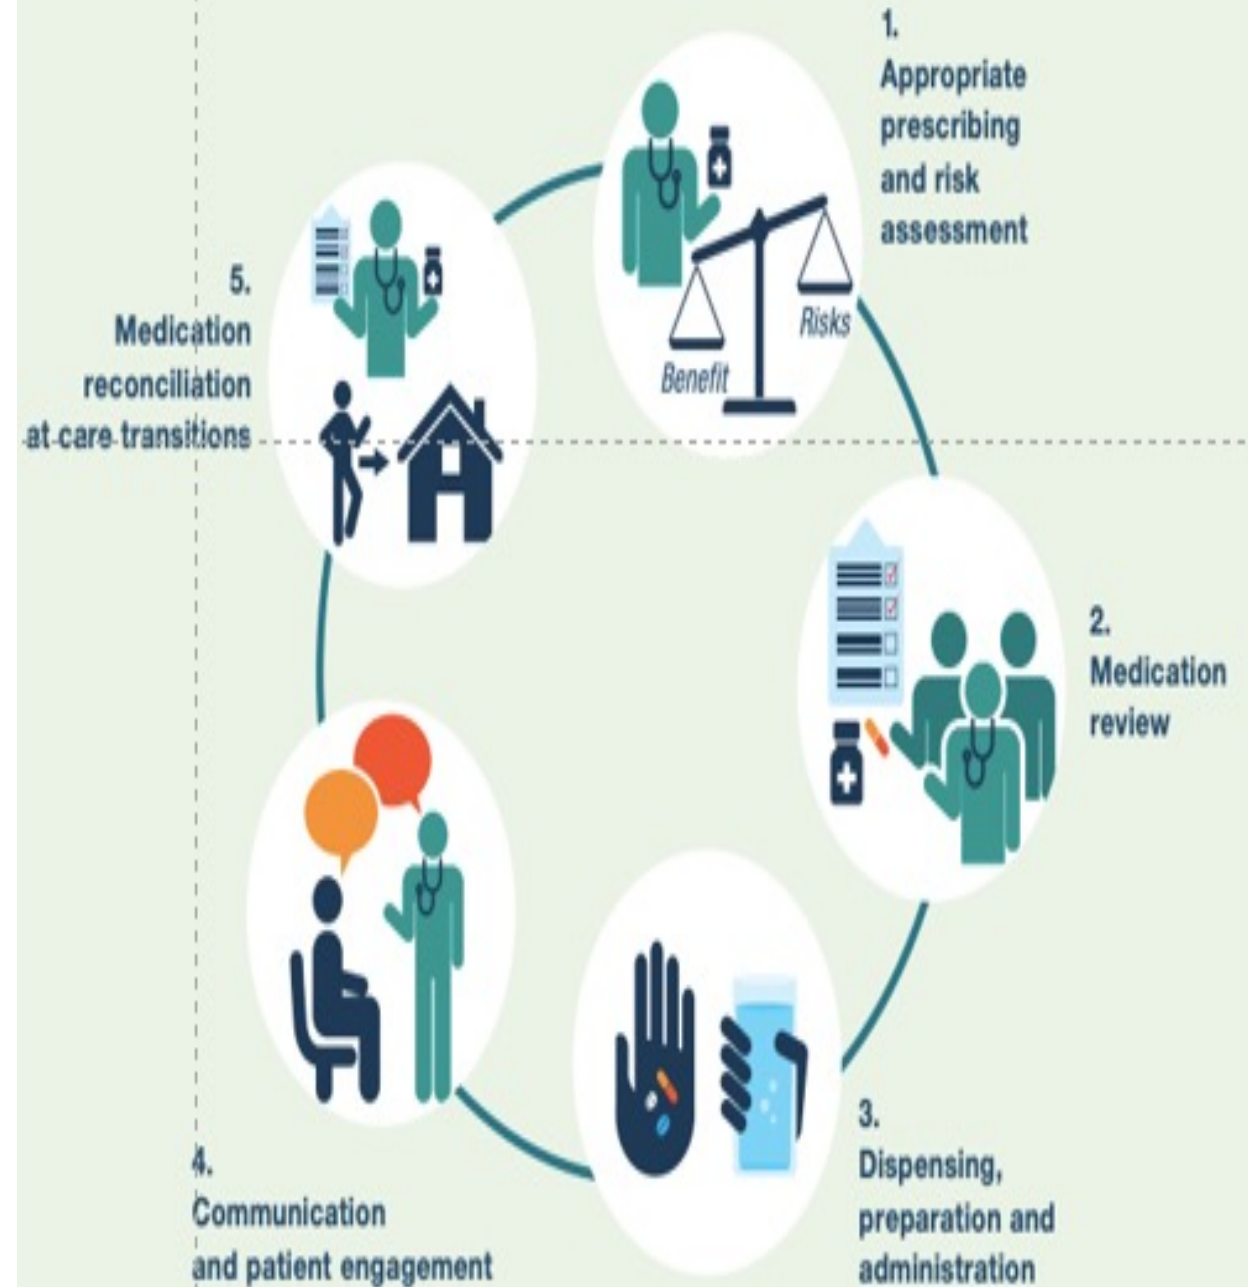 1.
Appropriate
prescribing
and risk
assessment
Benefit
Risks
2.
Medication
review
3.
Dispensing,
preparation and
administration
4.
Communication
and patient engagement
5.
Medication
reconciliation
at care transitions